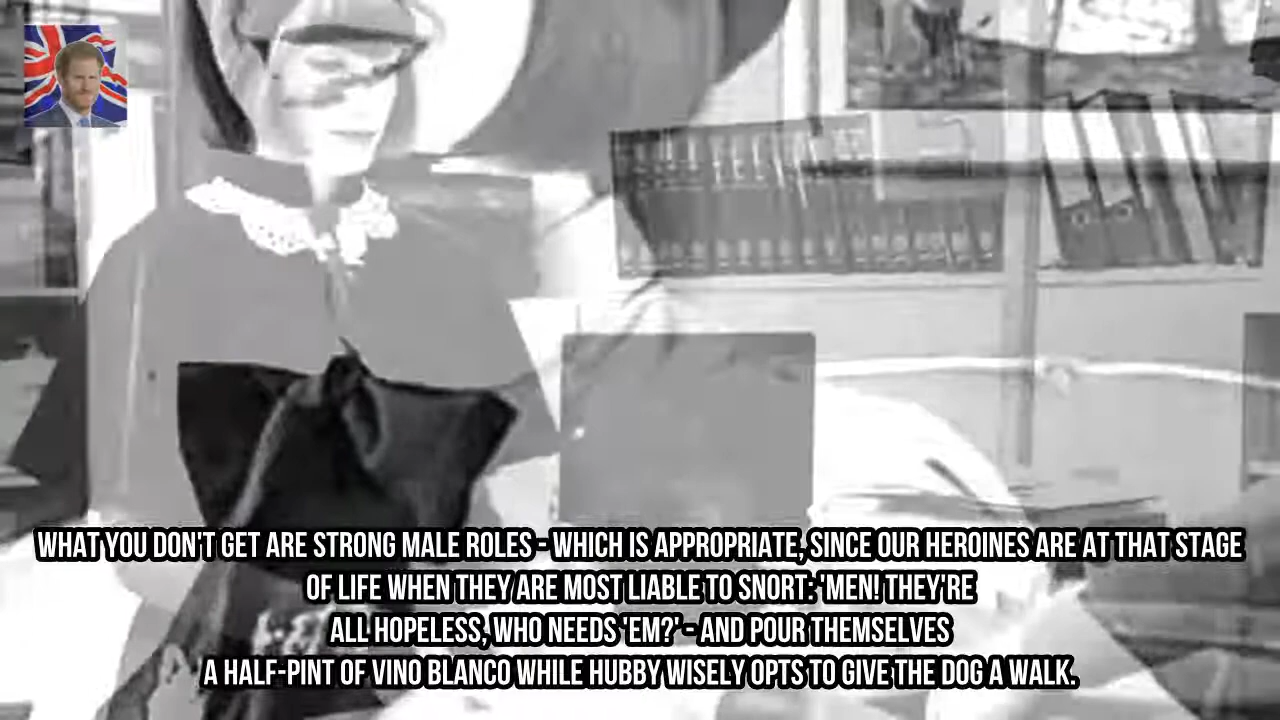 WHAT YOU DON'T GET ARE STRONG MALE ROLES - WHICH IS APPROPRIATE, SINCE OUR HEROINES ARE AT THAT STAGE
OF LIFE WHEN THEY ARE MOST LIABLE TO SNORT: 'MEN! THEY'RE
ALL HOPELESS, WHO NEEDS 'EM?' - AND POUR THEMSELVES
A HALF-PINT OF VINO BLANCO WHILE HUBBY WISELY OPTS TO GIVE THE DOG A WALK.